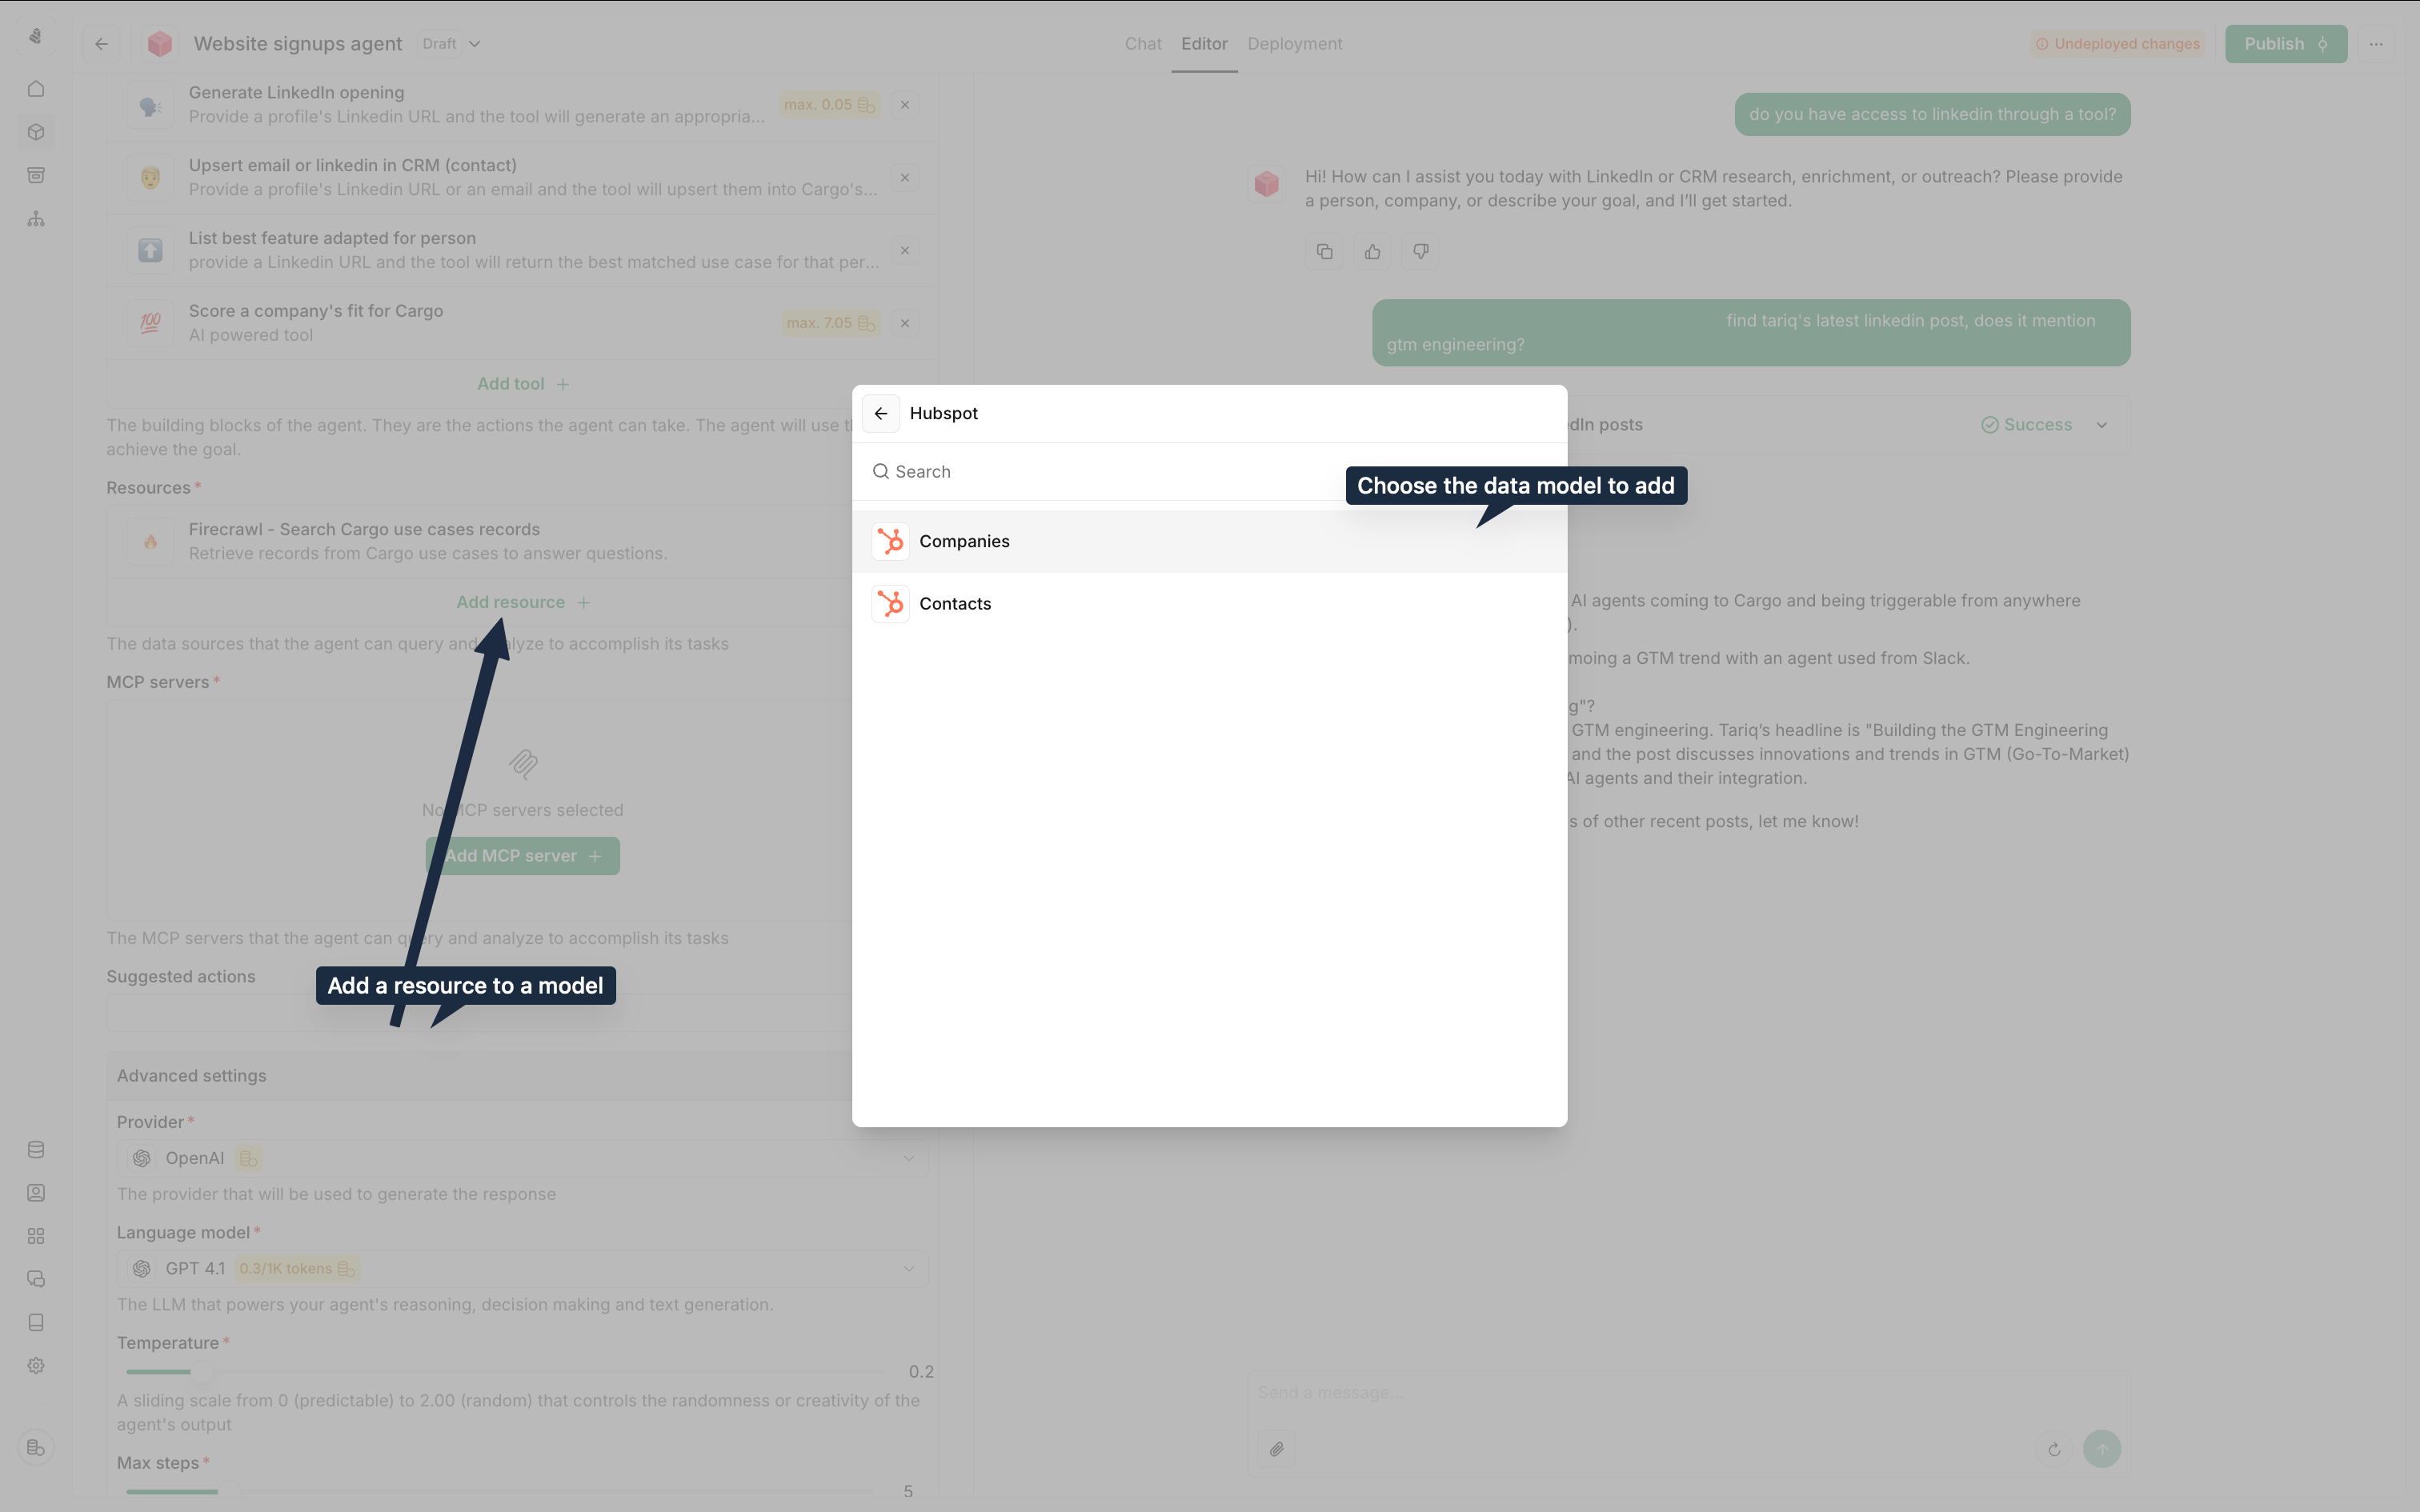 Website signups agent
Draft
Chat
Editor
Deployment
Undeployed changes
Publish
Generate LinkedIn opening
Provide a profile's Linkedin URL and the tool will generate an appropria...
max. 0.05
Upsert email or linkedin in CRM (contact)
Provide a profile's Linkedin URL or an email and the tool will upsert them into Cargo's...
List best feature adapted for person
provide a Linkedin URL and the tool will return the best matched use case for that per...
Score a company's fit for Cargo
AI powered tool
max. 7.05
Add tool
The building blocks of the agent. They are the actions the agent can take. The agent will use
achieve the goal.
Resources*
Firecrawl - Search Cargo use cases records
Retrieve records from Cargo use cases to answer questions.
Add resource
The data sources that the agent can query and analyze to accomplish its tasks
MCP servers*
No MCP servers selected
Add MCP server
The MCP servers that the agent can query and analyze to accomplish its tasks
Suggested actions
Add a resource to a model
Advanced settings
Provider*
OpenAI
The provider that will be used to generate the response
Language model*
GPT 4.1
0.3/1K tokens
The LLM that powers your agent's reasoning, decision making and text generation.
Temperature*
0.2
A sliding scale from 0 (predictable) to 2.00 (random) that controls the randomness or creativity of the
agent's output
Max steps*
5
Hubspot
Search
Choose the data model to add
Companies
Contacts
do you have access to linkedin through a tool?
Hi! How can I assist you today with LinkedIn or CRM research, enrichment, or outreach? Please provide
a person, company, or describe your goal, and I'll get started.
find tariq's latest linkedin post, does it mention
gtm engineering?
edIn posts
Success
AI agents coming to Cargo and being triggerable from anywhere
).
moing a GTM trend with an agent used from Slack.
g"?
GTM engineering. Tariq's headline is "Building the GTM Engineering
and the post discusses innovations and trends in GTM (Go-To-Market)
AI agents and their integration.
s of other recent posts, let me know!
Send a message...